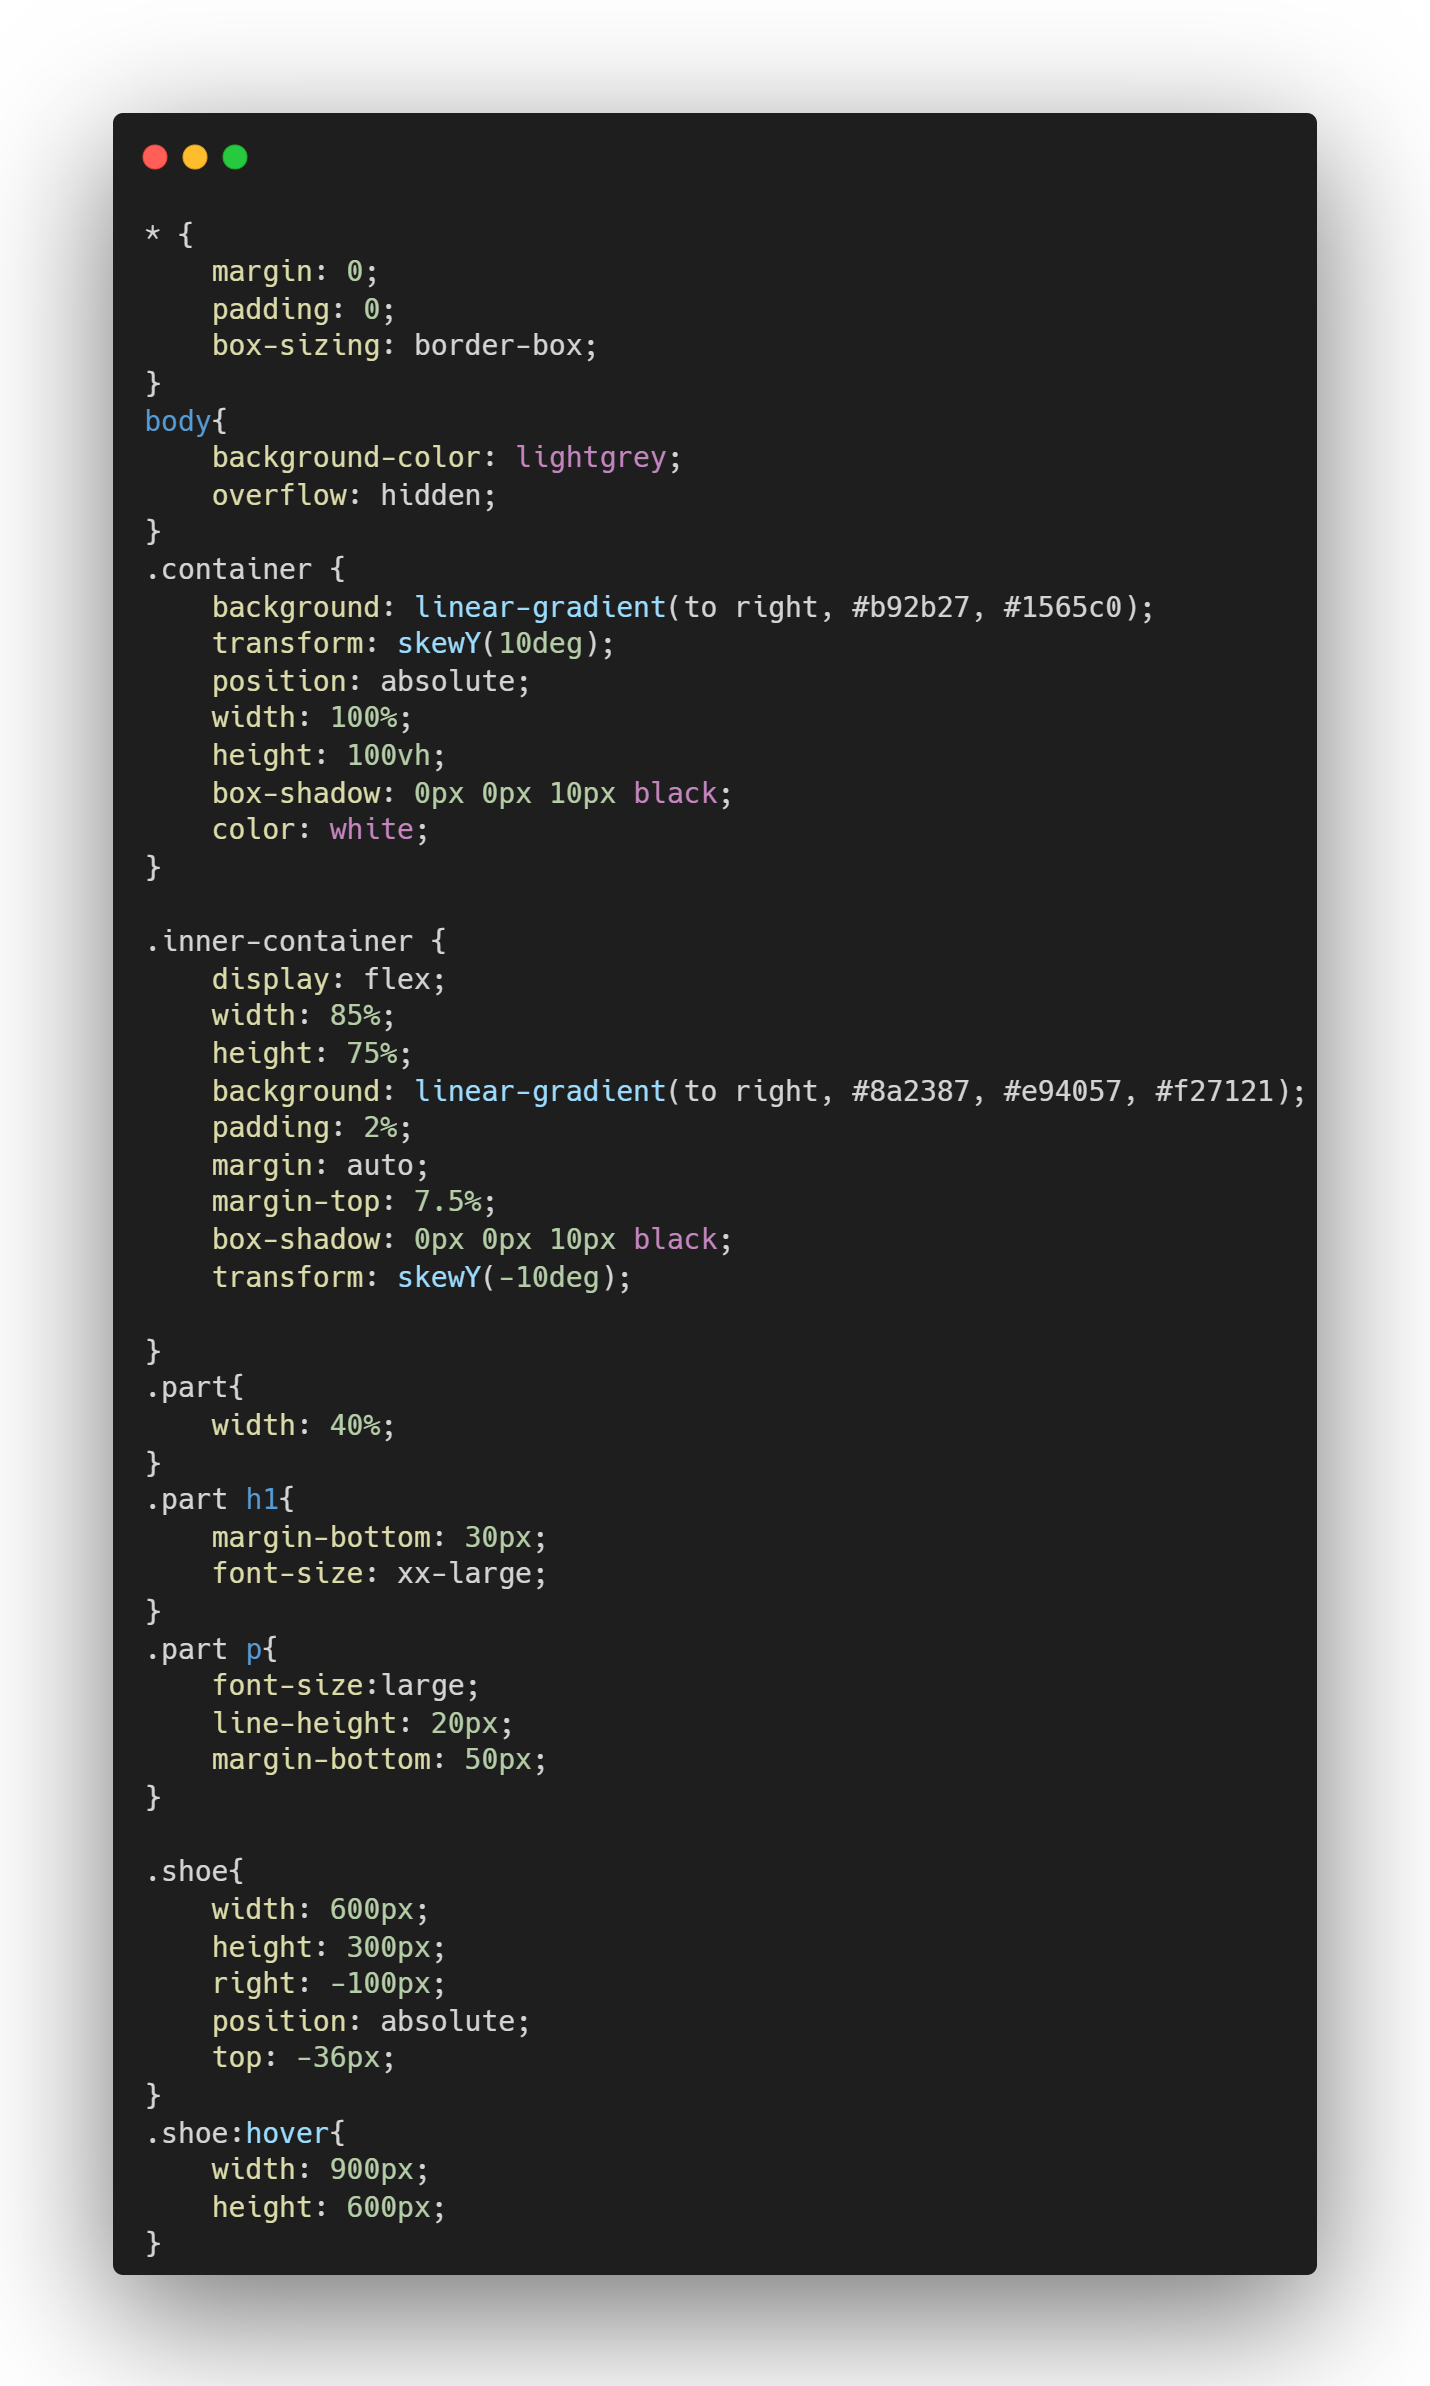 * {
    margin: 0;
    padding: 0;
    box-sizing: border-box;
}
body{
    background-color: lightgrey;
    overflow: hidden;
}
.container {
    background: linear-gradient(to right, #b92b27, #1565c0);
    transform: skewY(10deg);
    position: absolute;
    width: 100%;
    height: 100vh;
    box-shadow: 0px 0px 10px black;
    color: white;
}

.inner-container {
    display: flex;
    width: 85%;
    height: 75%;
    background: linear-gradient(to right, #8a2387, #e94057, #f27121);
    padding: 2%;
    margin: auto;
    margin-top: 7.5%;
    box-shadow: 0px 0px 10px black;
    transform: skewY(-10deg);

}
.part{
    width: 40%;
}
.part h1{
    margin-bottom: 30px;
    font-size: xx-large;
}
.part p{
    font-size:large;
    line-height: 20px;
    margin-bottom: 50px;
}

.shoe{
    width: 600px;
    height: 300px;
    right: -100px;
    position: absolute;
    top: -36px;
}
.shoe:hover{
    width: 900px;
    height: 600px;
}